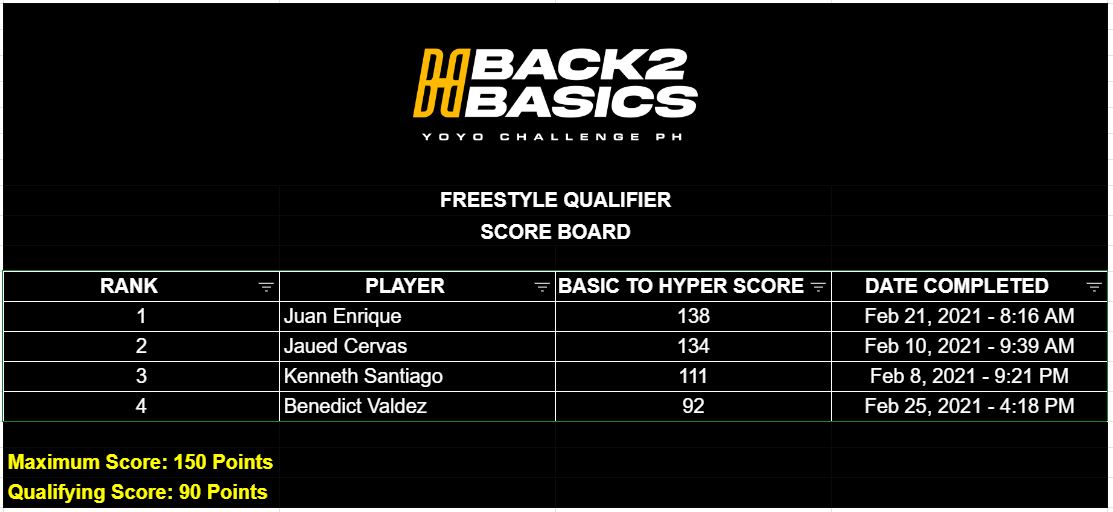 BACK2
BASICS
YOYO CHALLENGE PH
FREESTYLE QUALIFIER
SCORE BOARD
RANK PLAYER BASIC TO HYPER SCORE DATE COMPLETED
1 Juan Enrique 138 Feb 21, 2021 - 8:16 AM
2 Jaued Cervas 134 Feb 10, 2021 - 9:39 AM
3 Kenneth Santiago 111 Feb 8, 2021 - 9:21 PM
4 Benedict Valdez 92 Feb 25, 2021 - 4:18 PM
Maximum Score: 150 Points
Qualifying Score: 90 Points